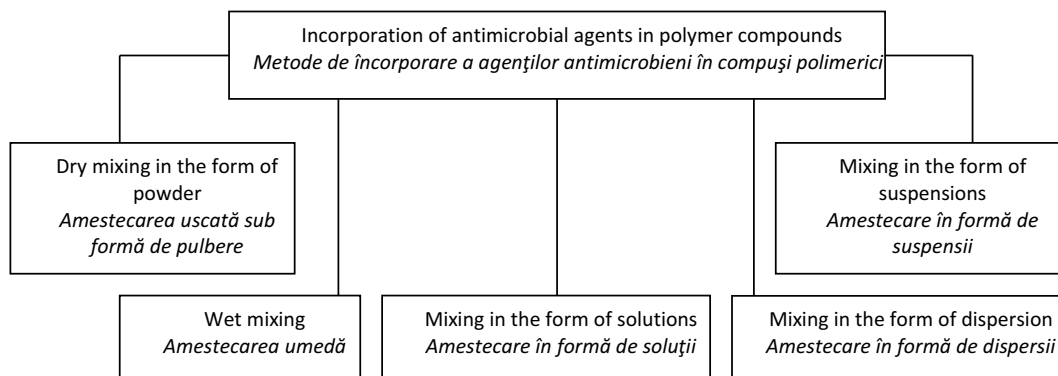 Incorporation of antimicrobial agents in polymer compounds
Metode de încorporare a agenţilor antimicrobieni în compuşi polimerici
Dry mixing in the form of
powder
Amestecarea uscată sub
formă de pulbere
Mixing in the form of
suspensions
Amestecare în formă de
suspensii
Wet mixing
Amestecarea umedă
Mixing in the form of solutions
Amestecare în formă de soluţii
Mixing in the form of dispersion
Amestecare în formă de dispersii